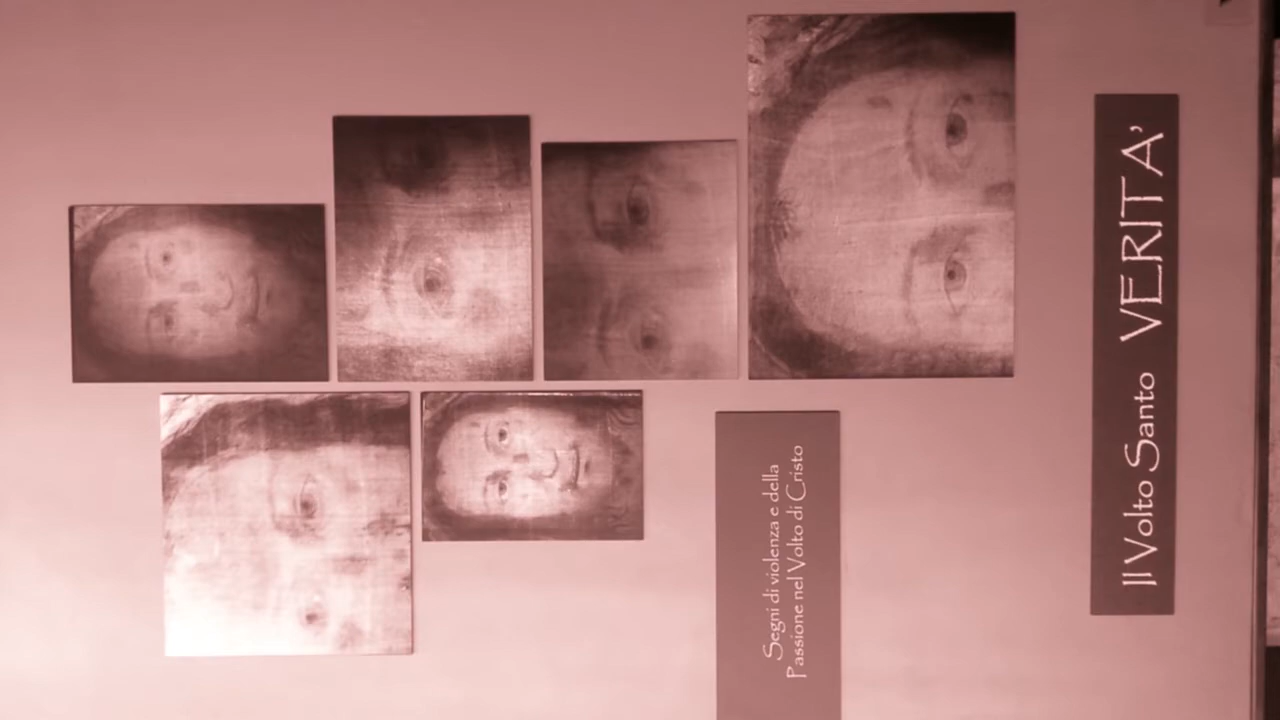 Il Volto Santo VERITA'
Segni di violenza e della
Passione nel Volto di Cristo